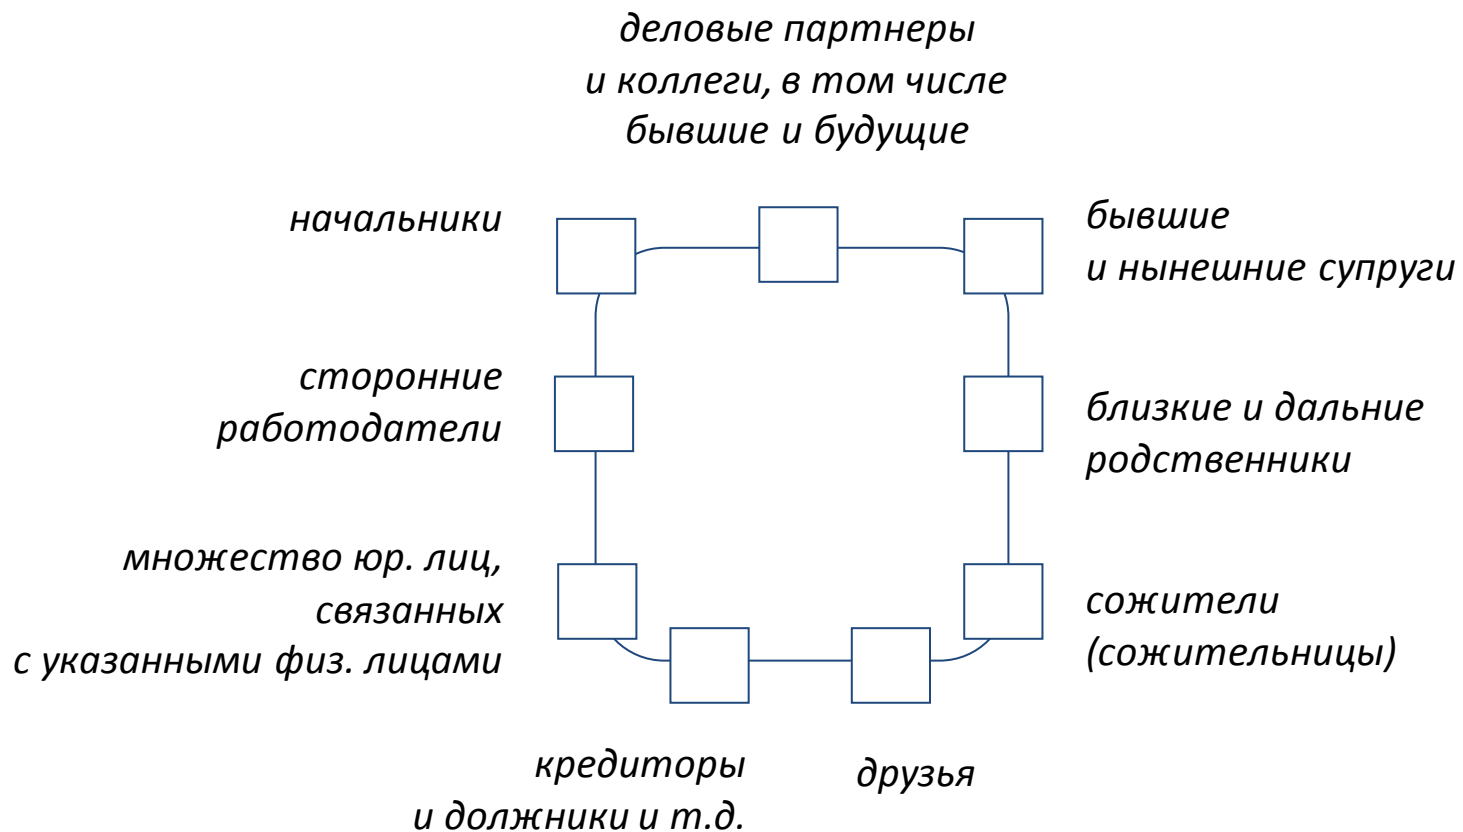 деловые партнеры
и коллеги, в том числе
бывшие и будущие
начальники
бывшие
и нынешние супруги
сторонние
работодатели
близкие и дальние
родственники
множество юр. лиц,
связанных
с указанными физ. лицами
сожители
(сожительницы)
кредиторы
и должники и т.д.
друзья